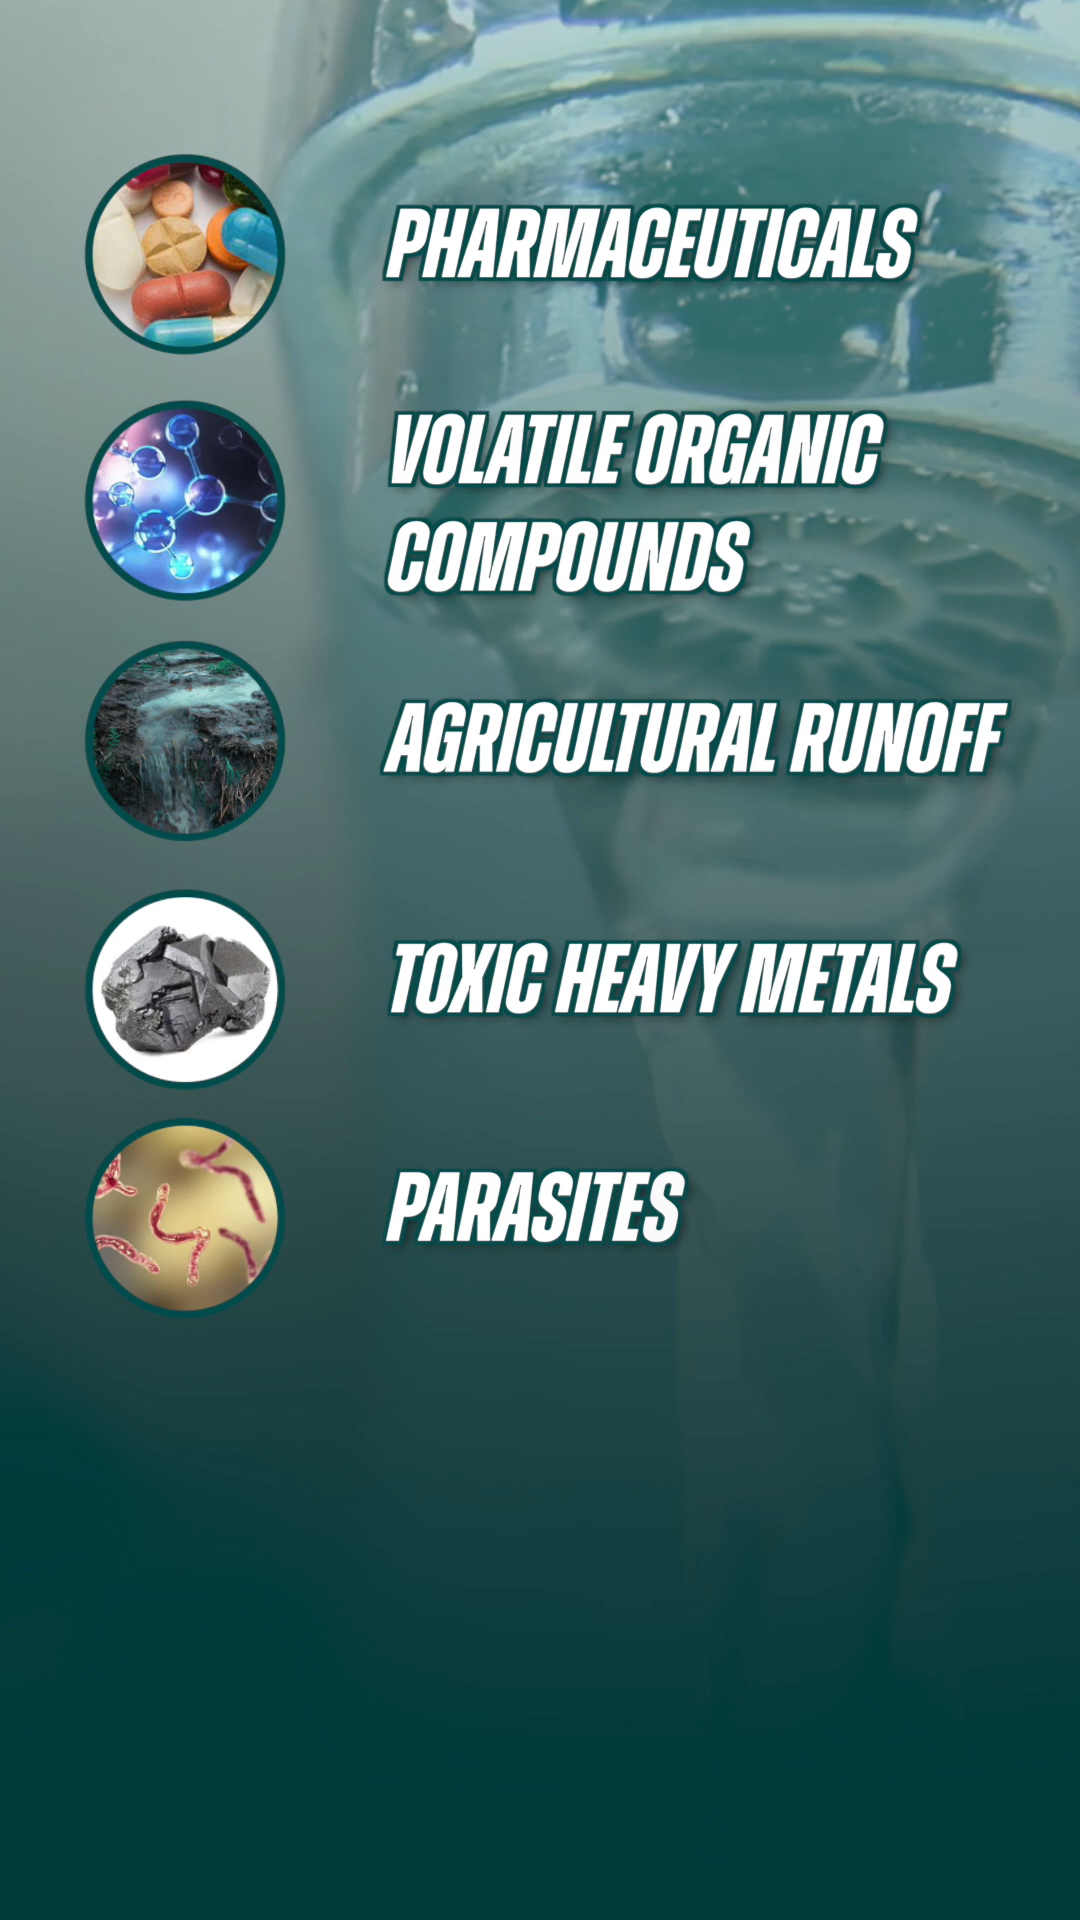 PHARMACEUTICALS
VOLATILE ORGANIC
COMPOUNDS
AGRICULTURAL RUNOFF
TOXIC HEAVY METALS
PARASITES